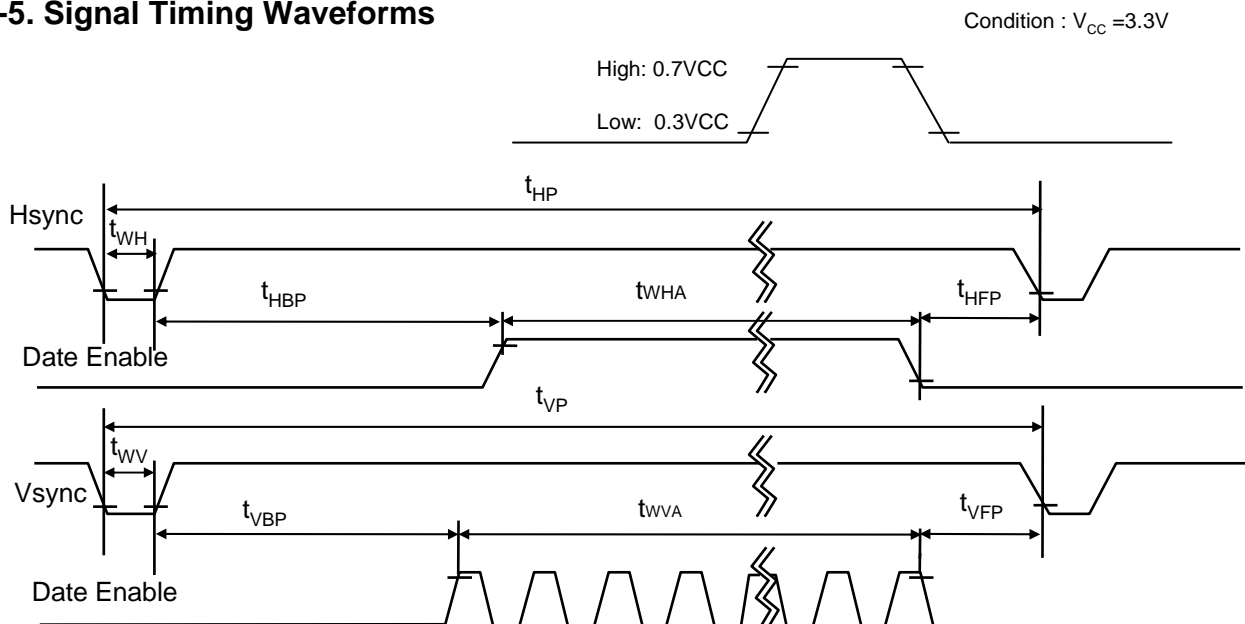 -5. Signal Timing Waveforms
Condition : VCC =3.3V
High: 0.7VCC
Low: 0.3VCC
tHP
Hsync
tWH
tHBP
tWHA
tHFP
Date Enable
tVP
tWV
Vsync
tVBP
tWVA
tVFP
Date Enable